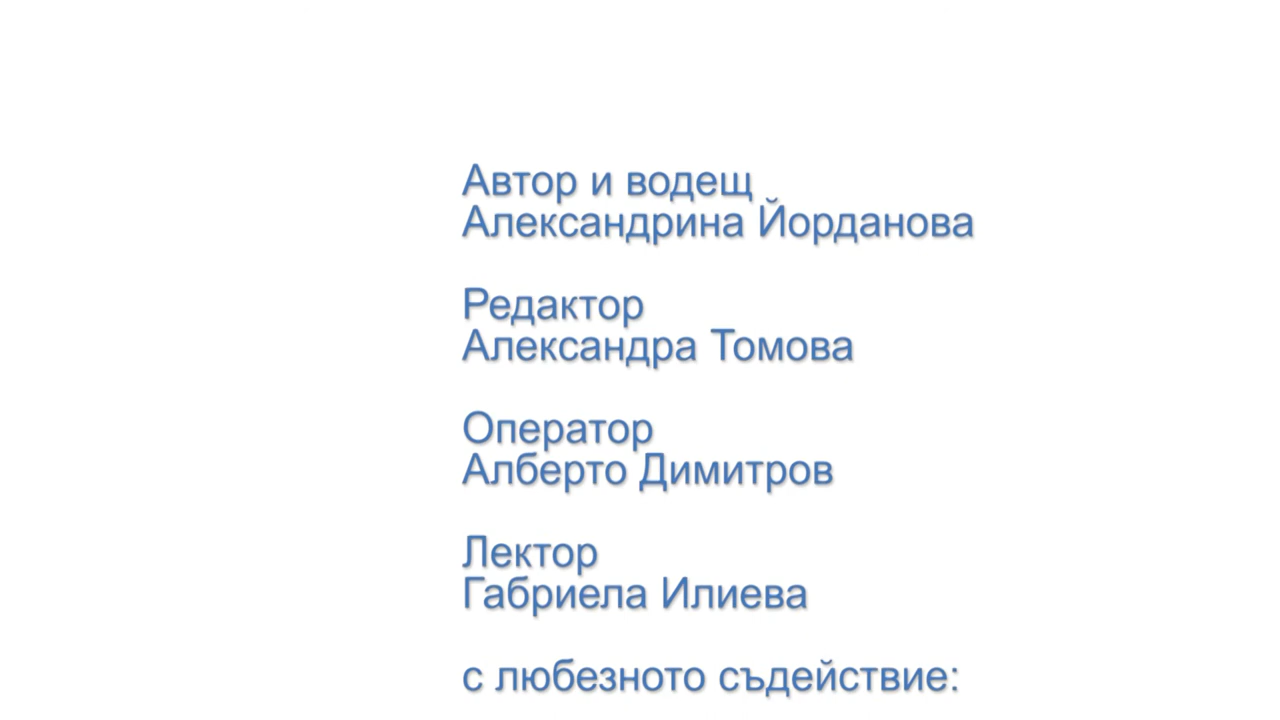 Автор и водещ
Александрина Йорданова
Редактор
Александра Томова
Оператор
Алберто Димитров
Лектор
Габриела Илиева
с любезното съдействие: